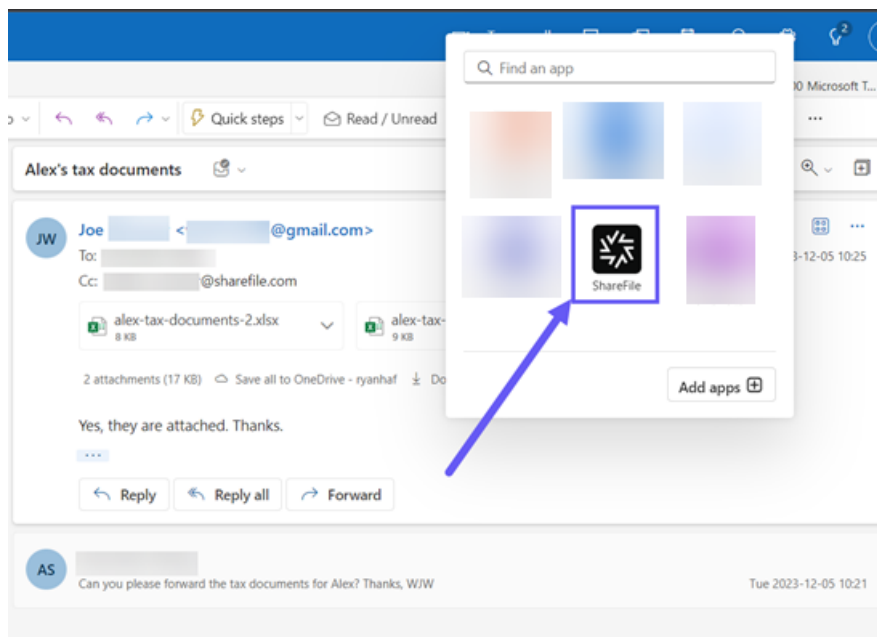 2
Find an app
Microsoft T...
Quick steps
Read / Unread
...
Alex's tax documents
JW
Joe
<
@gmail.com>
To:
Cc:
@sharefile.com
-12-05 10:25
ShareFile
alex-tax-documents-2.xlsx
8 KB
alex-tax-
9 KB
2 attachments (17 KB)
Save all to OneDrive - ryanhaf
Do
Add apps
Yes, they are attached. Thanks.
...
Reply
Reply all
Forward
AS
Can you please forward the tax documents for Alex? Thanks, WJW
Tue 2023-12-05 10:21